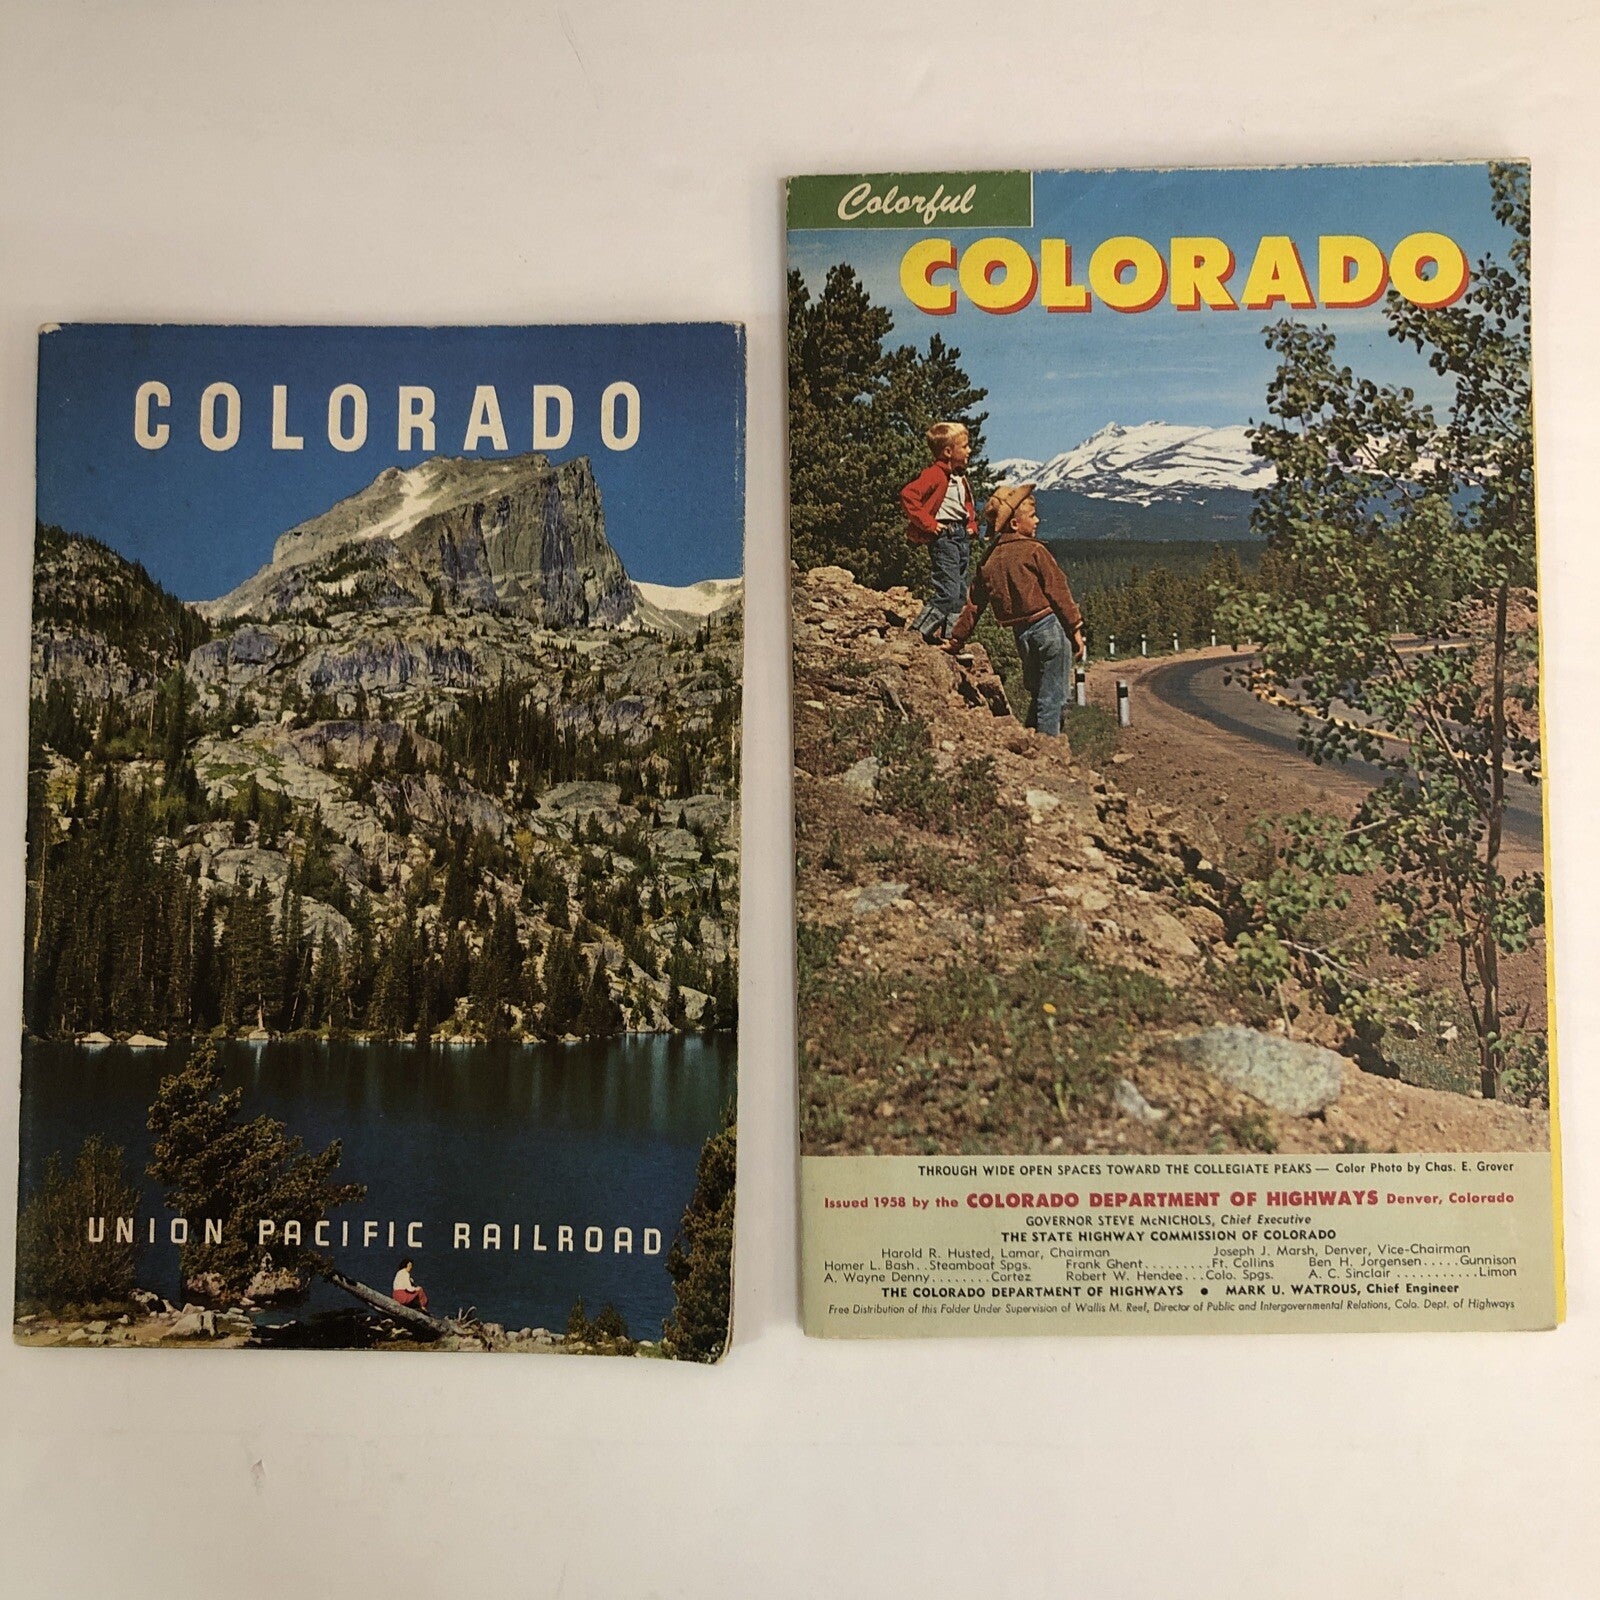 COLORADO
UNION PACIFIC RAILROAD
Colorful
COLORADO
THROUGH WIDE OPEN SPACES TOWARD THE COLLEGIATE PEAKS — Color Photo by Chas. E. Grover
Issued 1958 by the COLORADO DEPARTMENT OF HIGHWAYS Denver, Colorado
GOVERNOR STEVE McNICHOLS, Chief Executive
THE STATE HIGHWAY COMMISSION OF COLORADO
Harold R. Husted, Lamar, Chairman Joseph J. Marsh, Denver, Vice-Chairman
Homer L. Bash..Steamboat Spgs. Frank Ghent.........Ft. Collins Ben H. Jorgensen.....Gunnison
A. Wayne Denny........Cortez Robert W. Hendee...Colo. Spgs. A. C. Sinclair ...........Limon
THE COLORADO DEPARTMENT OF HIGHWAYS • MARK U. WATROUS, Chief Engineer
Free Distribution of this Folder Under Supervision of Wallis M. Reef, Director of Public and Intergovernmental Relations, Colo. Dept. of Highways